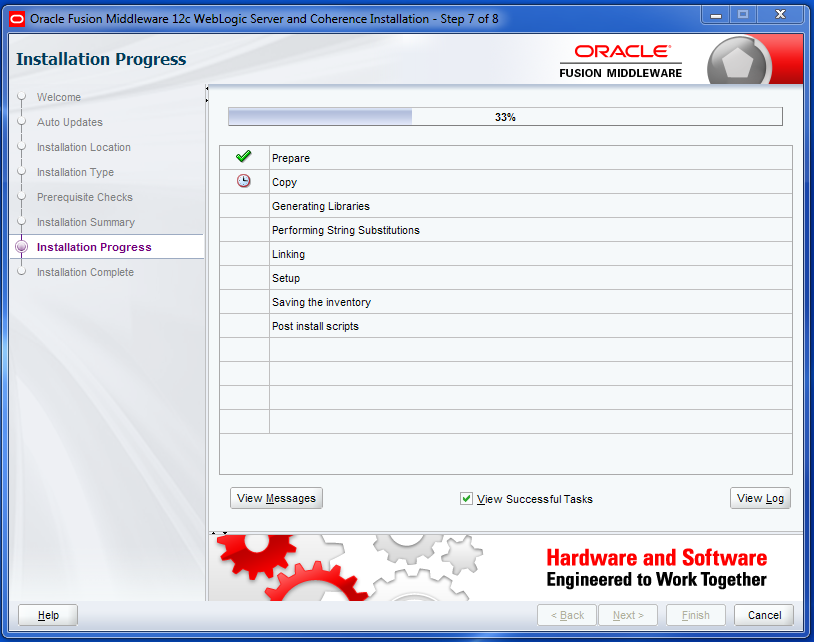 Oracle Fusion Middleware 12c WebLogic Server and Coherence Installation - Step 7 of 8
Installation Progress
ORACLE
FUSION MIDDLEWARE
Welcome
Auto Updates
Installation Location
Installation Type
Prerequisite Checks
Installation Summary
Installation Progress
Installation Complete
33%
Prepare
Copy
Generating Libraries
Performing String Substitutions
Linking
Setup
Saving the inventory
Post install scripts
View Messages
View Successful Tasks
View Log
Hardware and Software
Engineered to Work Together
Help
< Back
Next >
Finish
Cancel